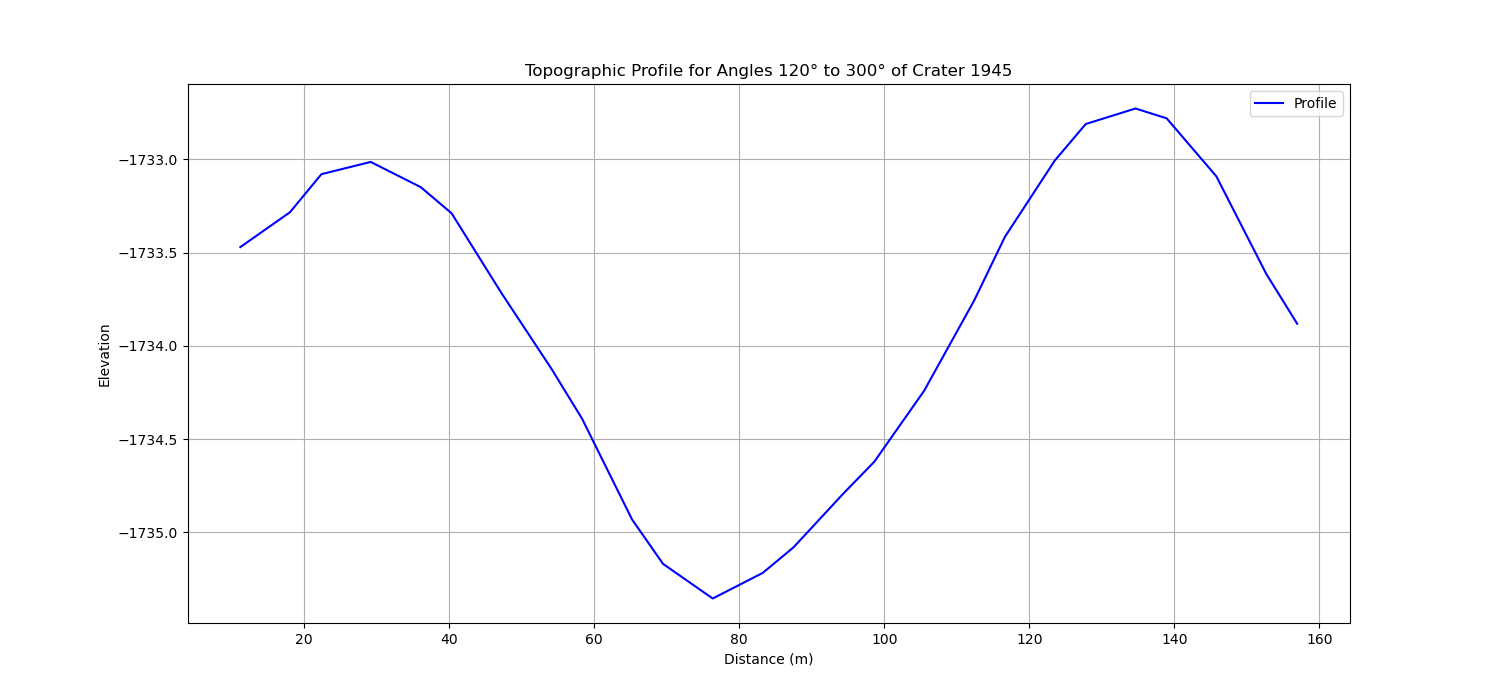 Topographic Profile for Angles 120° to 300° of Crater 1945
Profile
−1733.0
−1733.5
−1734.0
−1734.5
−1735.0
Elevation
20 40 60 80 100 120 140 160
Distance (m)